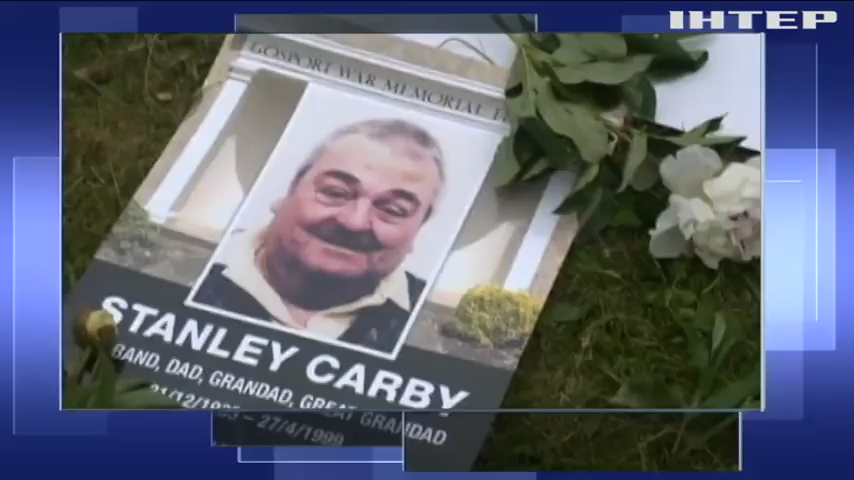 ІНТЕР
GOSPORT WAR MEMORIAL
STANLEY CARBY
BAND, DAD, GRANDAD, GREAT GRANDAD
27/4/1999